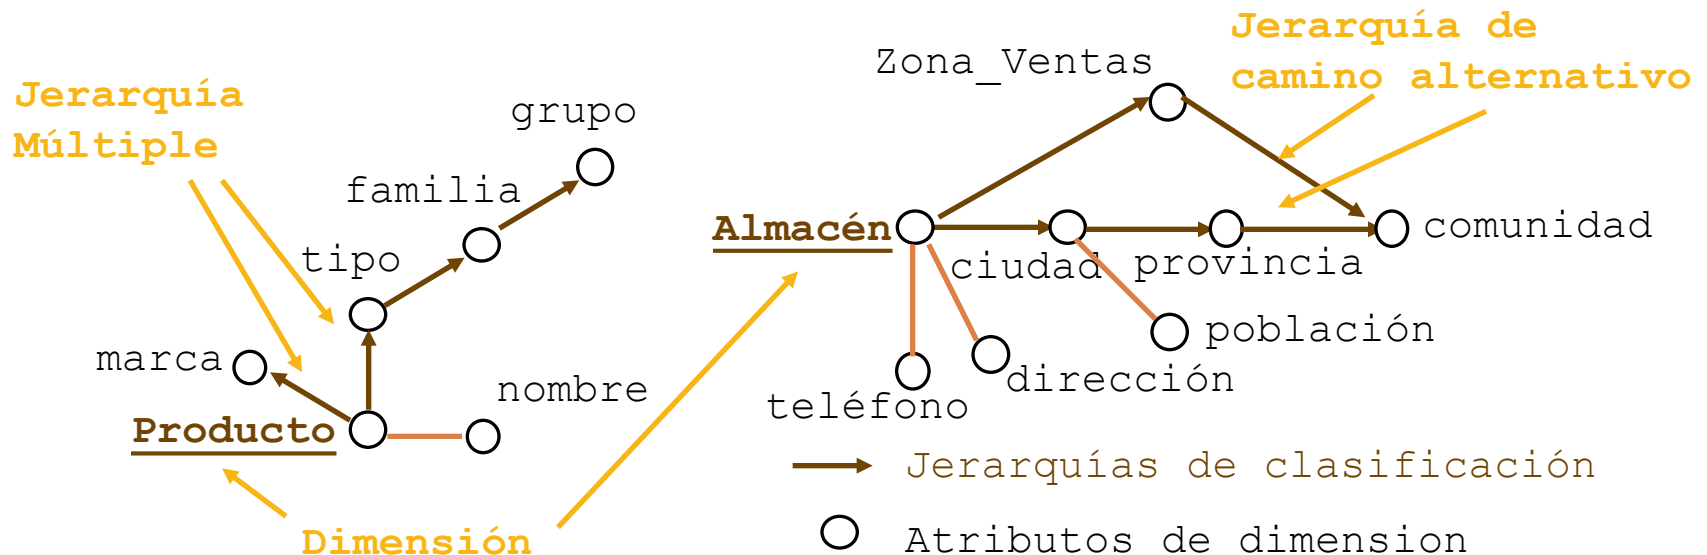 Jerarquía
Múltiple
grupo
familia
tipo
marca
nombre
Producto
Dimensión
Jerarquía de
camino alternativo
Zona_Ventas
Almacén
comunidad
ciudad
provincia
población
dirección
teléfono
Jerarquías de clasificación
Atributos de dimension